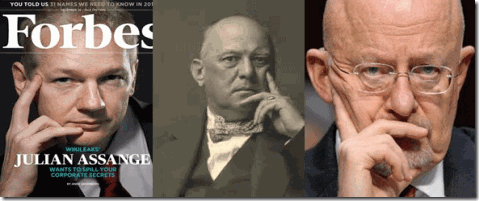 YOU TOLD US 31 NAMES WE NEED TO KNOW IN 201
Forbes
WIKILEAKS'
JULIAN ASSANGE
WANTS TO SPILL YOUR
CORPORATE SECRETS